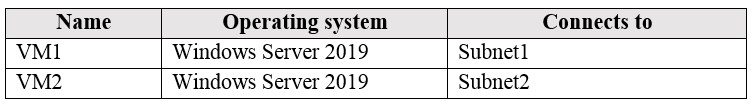 Name Operating system Connects to
VM1 Windows Server 2019 Subnet1
VM2 Windows Server 2019 Subnet2